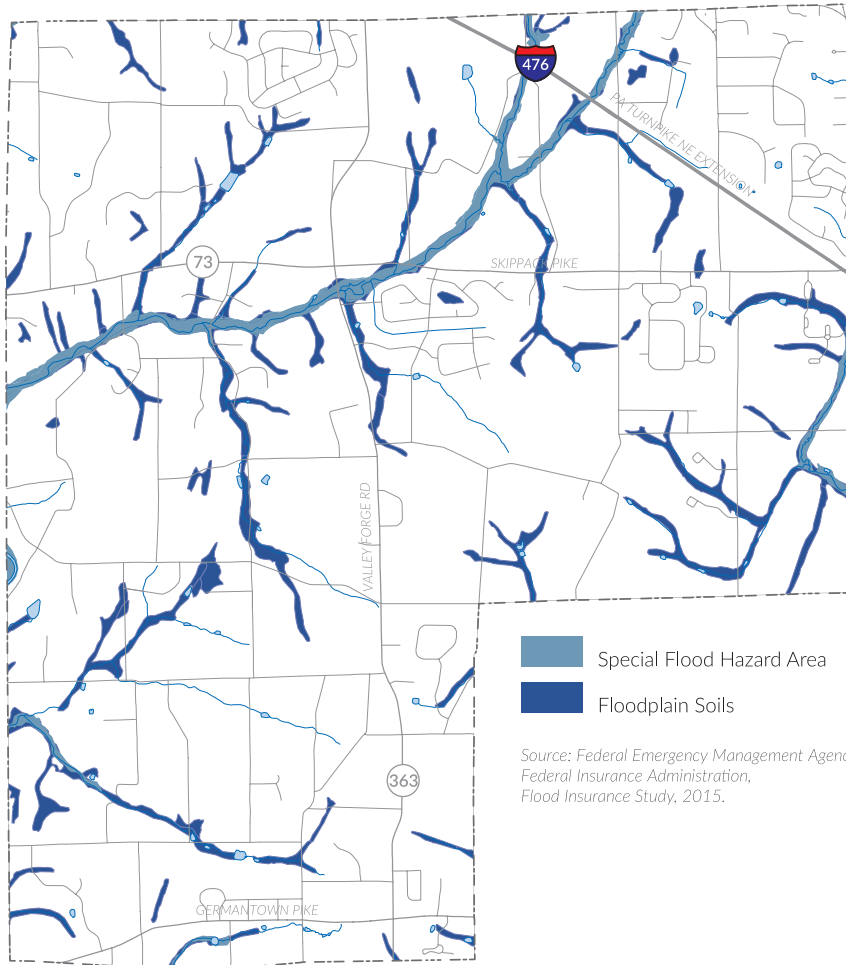 476
PA TURNPIKE NE EXTENSION
73
SKIPPACK PIKE
VALLEY FORGE RD
Special Flood Hazard Area
Floodplain Soils
Source: Federal Emergency Management Agenc
Federal Insurance Administration,
Flood Insurance Study, 2015.
363
GERMANTOWN PIKE